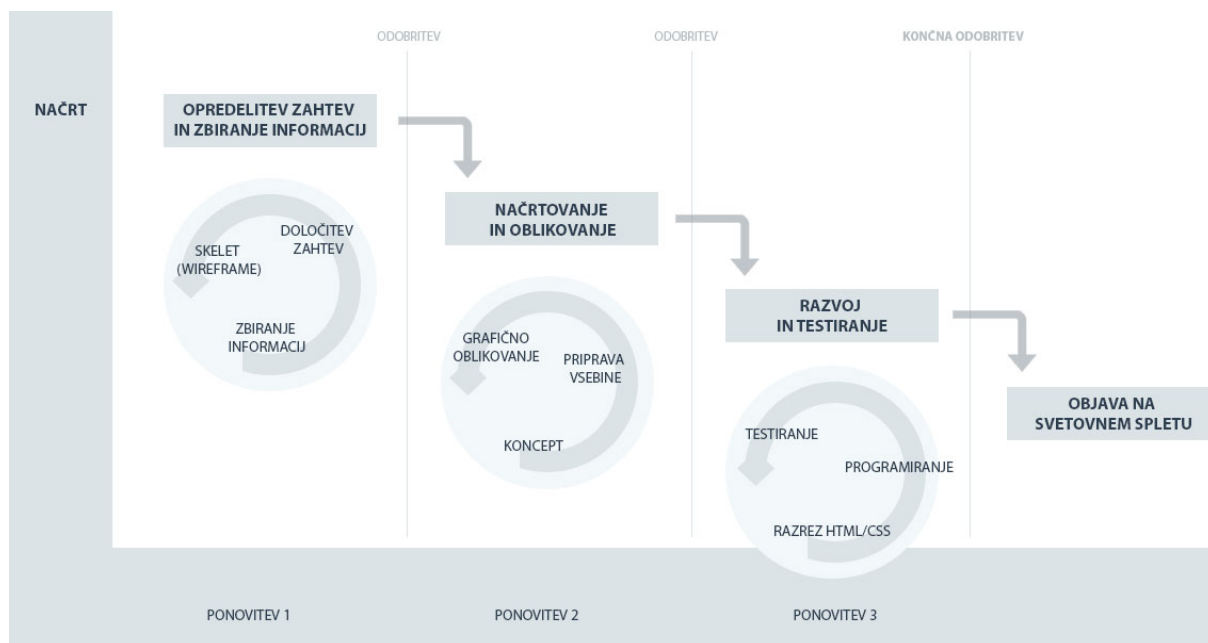 ODOBRITEV
ODOBRITEV
KONČNA ODOBRITEV
NAČRT
OPREDELITEV ZAHTEV
IN ZBIRANJE INFORMACIJ
DOLOČITEV
ZAHTEV
SKELET
(WIREFRAME)
ZBIRANJE
INFORMACIJ
NAČRTOVANJE
IN OBLIKOVANJE
GRAFIČNO
OBLIKOVANJE
PRIPRAVA
VSEBINE
KONCEPT
RAZVOJ
IN TESTIRANJE
TESTIRANJE
PROGRAMIRANJE
RAZREZ HTML/CSS
OBJAVA NA
SVETOVNEM SPLETU
PONOVITEV 1
PONOVITEV 2
PONOVITEV 3